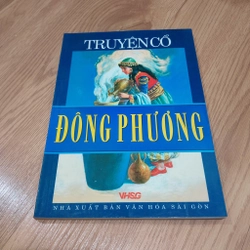 TRUYỆN CỔ
ĐÔNG PHƯƠNG
VHSG
NHÀ XUẤT BẢN VĂN HÓA SÀI GÒN